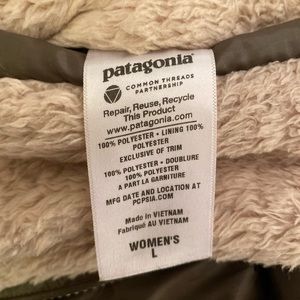 patagonia
COMMON THREADS
PARTNERSHIP
Repair, Reuse, Recycle
This Product
www.patagonia.com
100% POLYESTER • LINING 100%
POLYESTER
EXCLUSIVE OF TRIM
100% POLYESTER • DOUBLURE
100% POLYESTER
A PART LA GARNITURE
MFG DATE AND LOCATION AT
PCPSIA.COM
Made in VIETNAM
Fabriqué AU VIETNAM
WOMEN'S
L